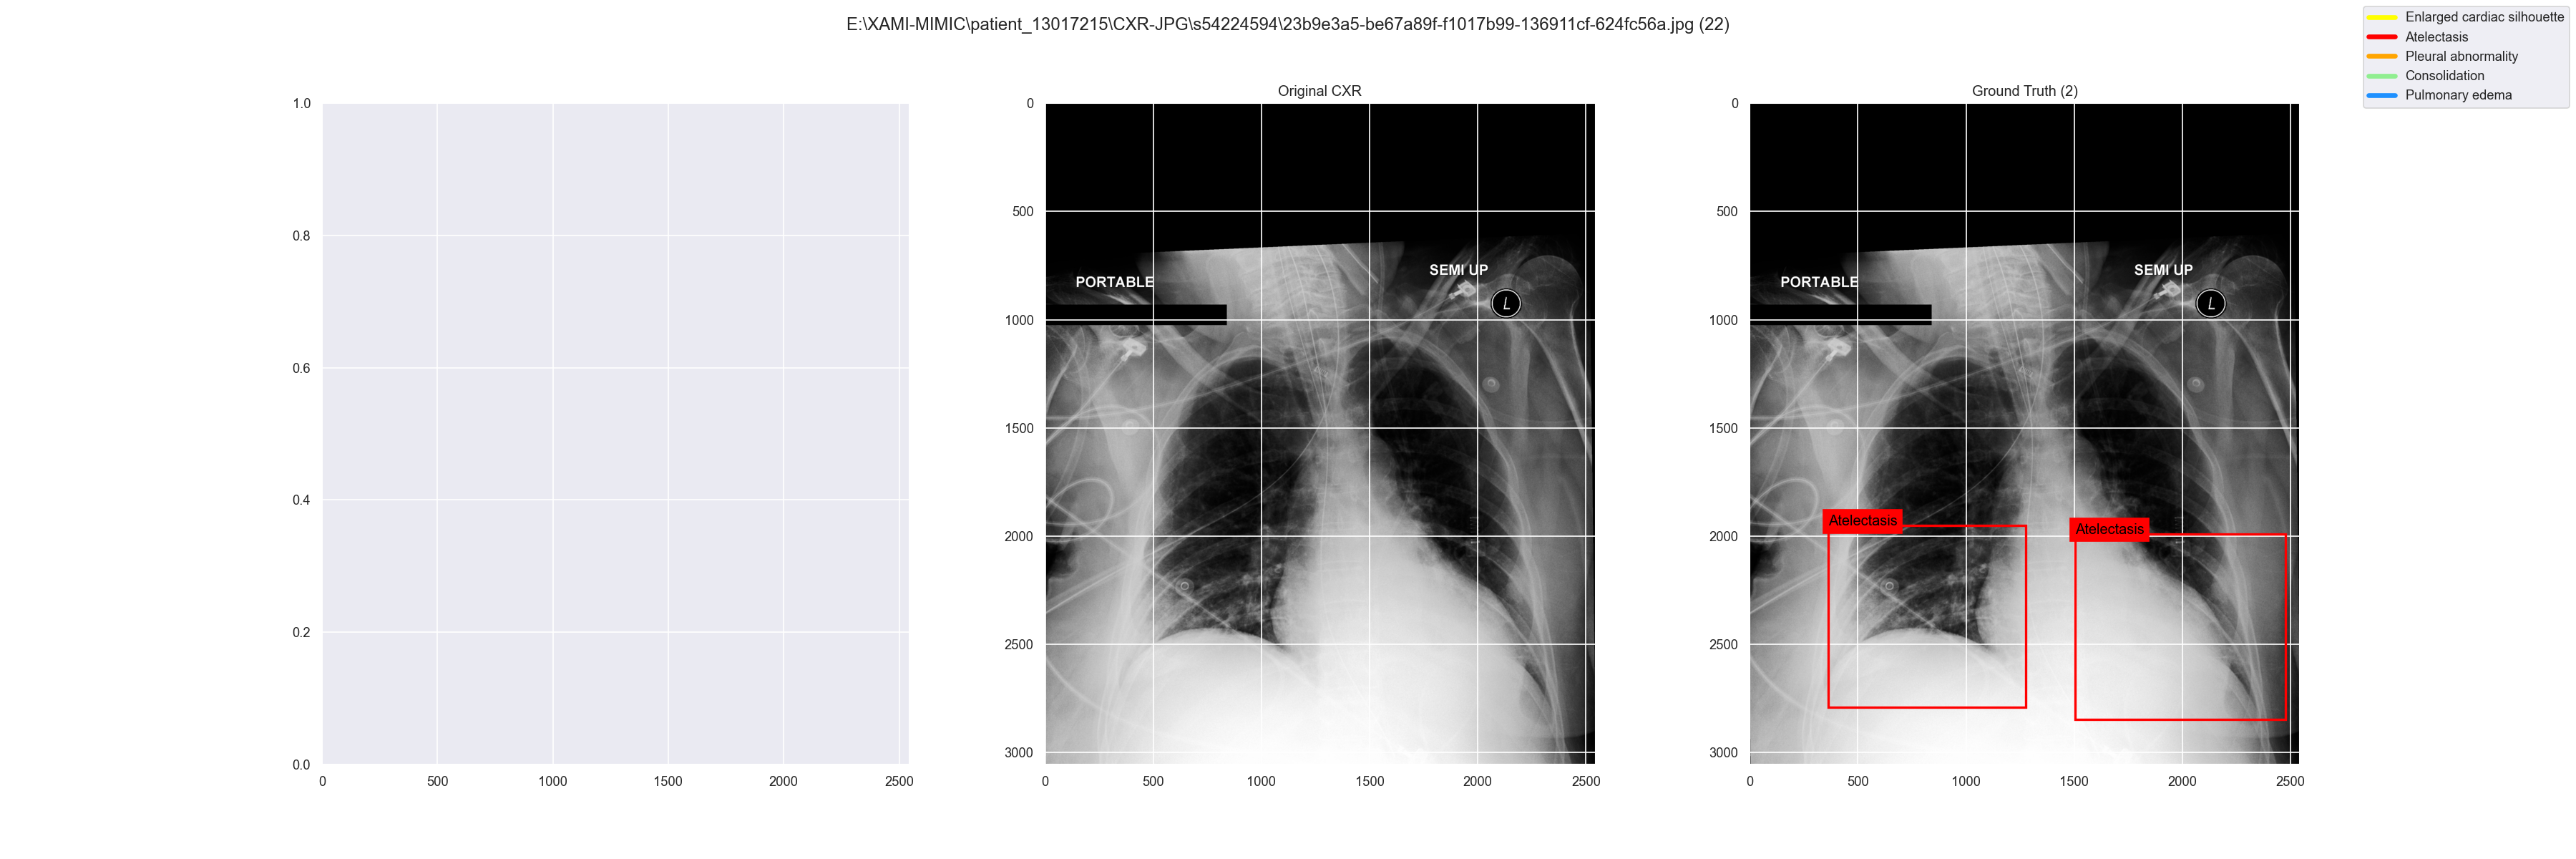 E:\XAMI-MIMIC\patient_13017215\CXR-JPG\s54224594\23b9e3a5-be67a89f-f1017b99-136911cf-624fc56a.jpg (22)
Enlarged cardiac silhouette
Atelectasis
Pleural abnormality
Consolidation
Pulmonary edema
1.0
0.8
0.6
0.4
0.2
0.0
0 500 1000 1500 2000 2500
Original CXR
0
500
1000
1500
2000
2500
3000
PORTABLE
SEMI UP
L
0 500 1000 1500 2000 2500
Ground Truth (2)
0
500
1000
1500
2000
2500
3000
PORTABLE
SEMI UP
L
Atelectasis
Atelectasis
0 500 1000 1500 2000 2500